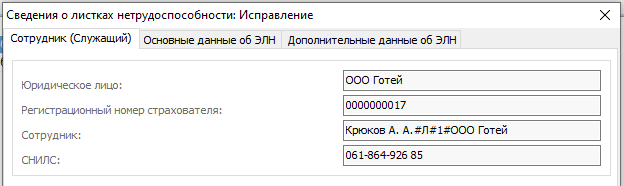 Сведения о листках нетрудоспособности: Исправление
Сотрудник (Служащий) Основные данные об ЭЛН Дополнительные данные об ЭЛН
Юридическое лицо: ООО Готей
Регистрационный номер страхователя: 0000000017
Сотрудник: Крюков А. А.#Л#1#ООО Готей
СНИЛС: 061-864-926 85